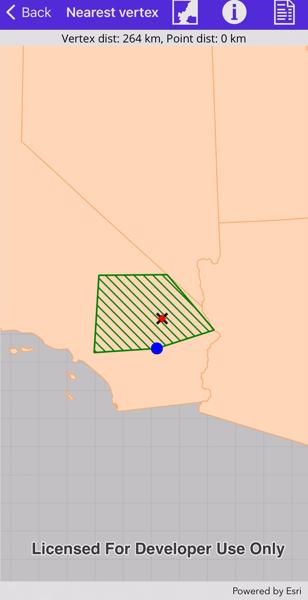 Back
Nearest vertex
Vertex dist: 264 km, Point dist: 0 km
Licensed For Developer Use Only
Powered by Esri